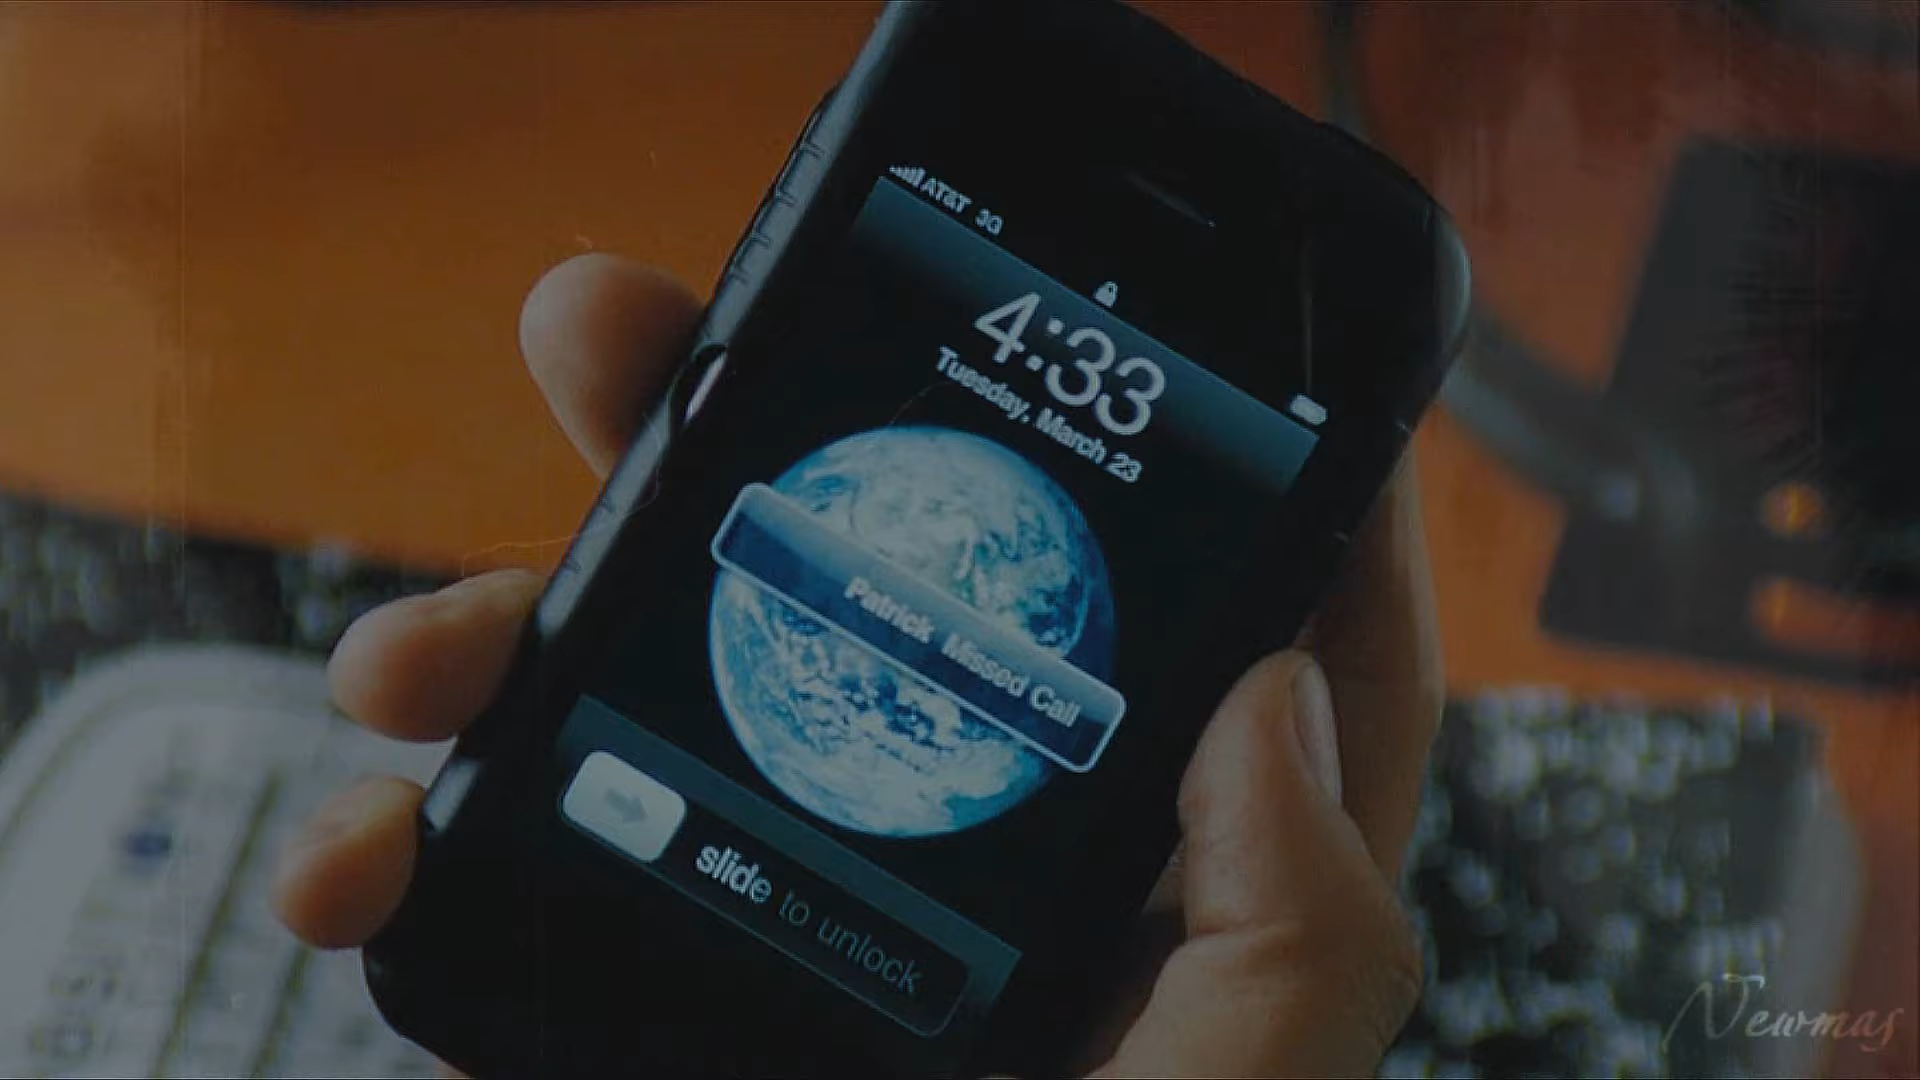 AT&T 3G
4:33
Tuesday, March 23
Patrick Missed Call
slide to unlock
Newmas